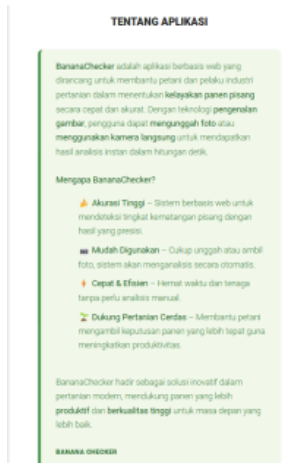 TENTANG APLIKASI
BananaChecker adalah aplikasi berbasis web yang
dirancang untuk membantu petani dan pelaku industri
pertanian dalam menentukan kelayakan panen pisang
secara cepat dan akurat. Dengan teknologi pengenalan
gambar, pengguna dapat mengunggah foto atau
menggunakan kamera langsung untuk mendapatkan
hasil analisis instan dalam hitungan detik.
Mengapa BananaChecker?
Akurasi Tinggi – Sistem berbasis web untuk
mendeteksi tingkat kematangan pisang dengan
hasil yang presisi.
Mudah Digunakan – Cukup unggah atau ambil
foto, sistem akan menganalisis secara otomatis.
Cepat & Efisien – Hemat waktu dan tenaga
tanpa perlu analisis manual.
Dukung Pertanian Cerdas – Membantu petani
mengambil keputusan panen yang lebih tepat guna
meningkatkan produktivitas.
BananaChecker hadir sebagai solusi inovatif dalam
pertanian modern, mendukung panen yang lebih
produktif dan berkualitas tinggi untuk masa depan yang
lebih baik.
BANANA CHECKER